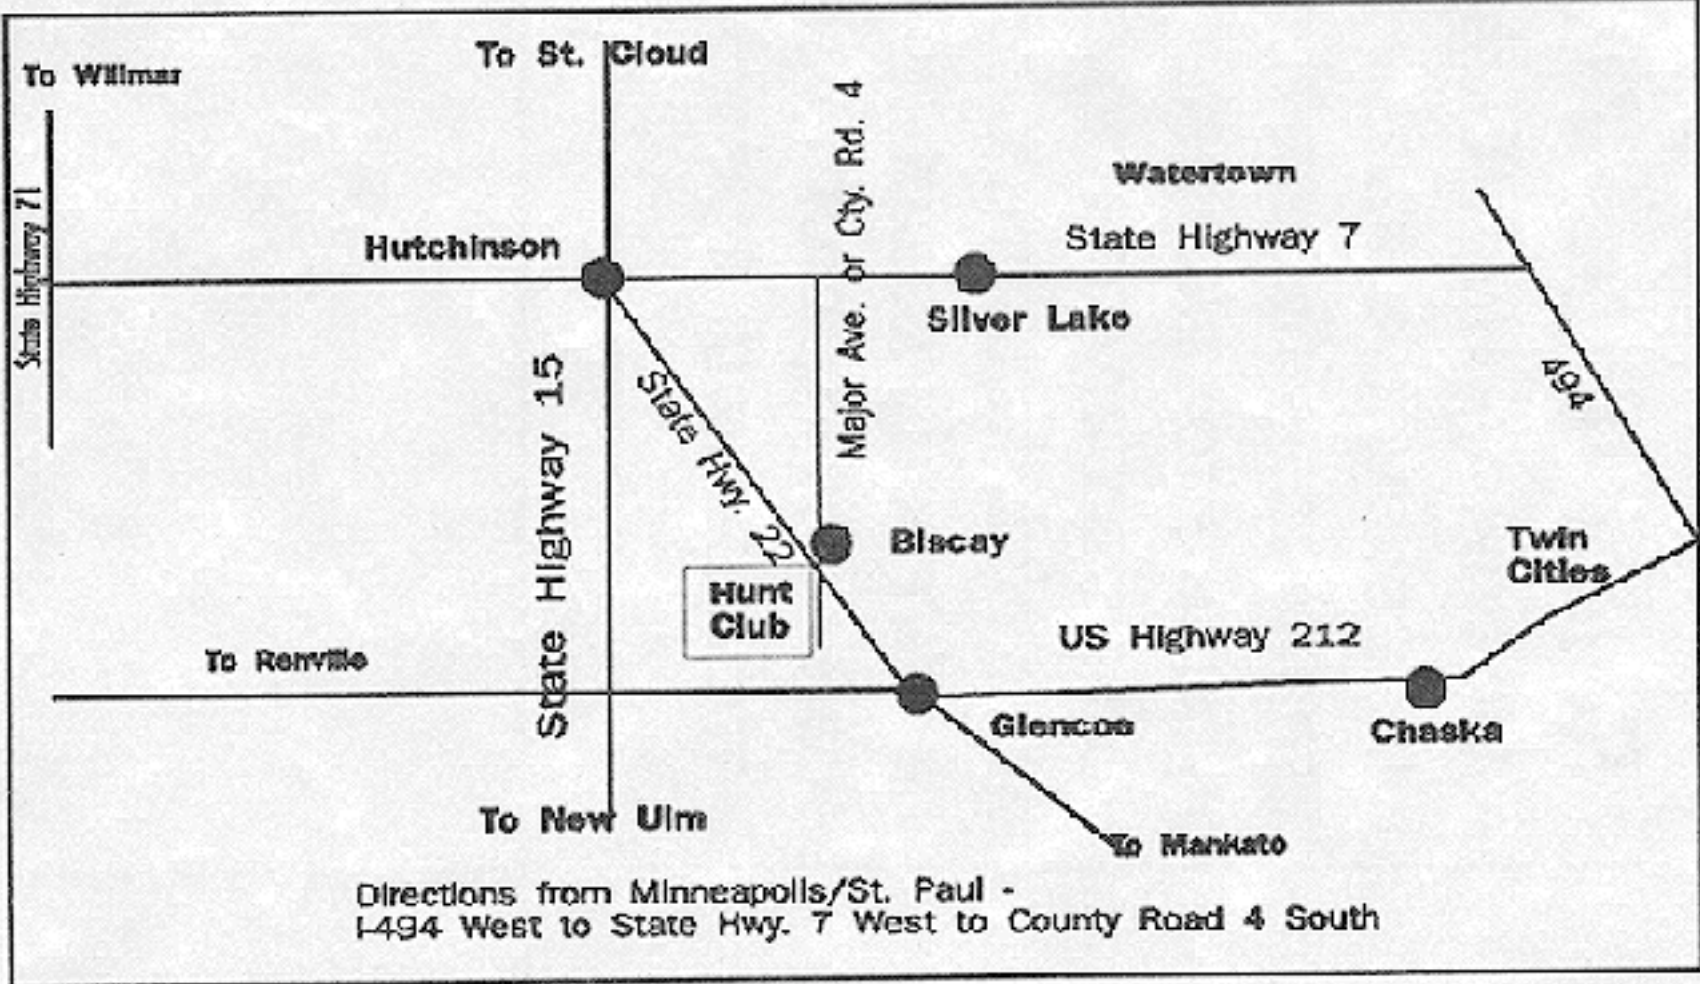 To St. Cloud
To Willmar
Major Ave. or Cty. Rd. 4
Watertown
State Highway 71
State Highway 7
Hutchinson
Silver Lake
State Highway 15
State Hwy. 22
494
Biscay
Twin
Cities
Hunt
Club
US Highway 212
To Renville
Glencoe
Chaska
To New Ulm
To Mankato
Directions from Minneapolis/St. Paul -
I-494 West to State Hwy. 7 West to County Road 4 South